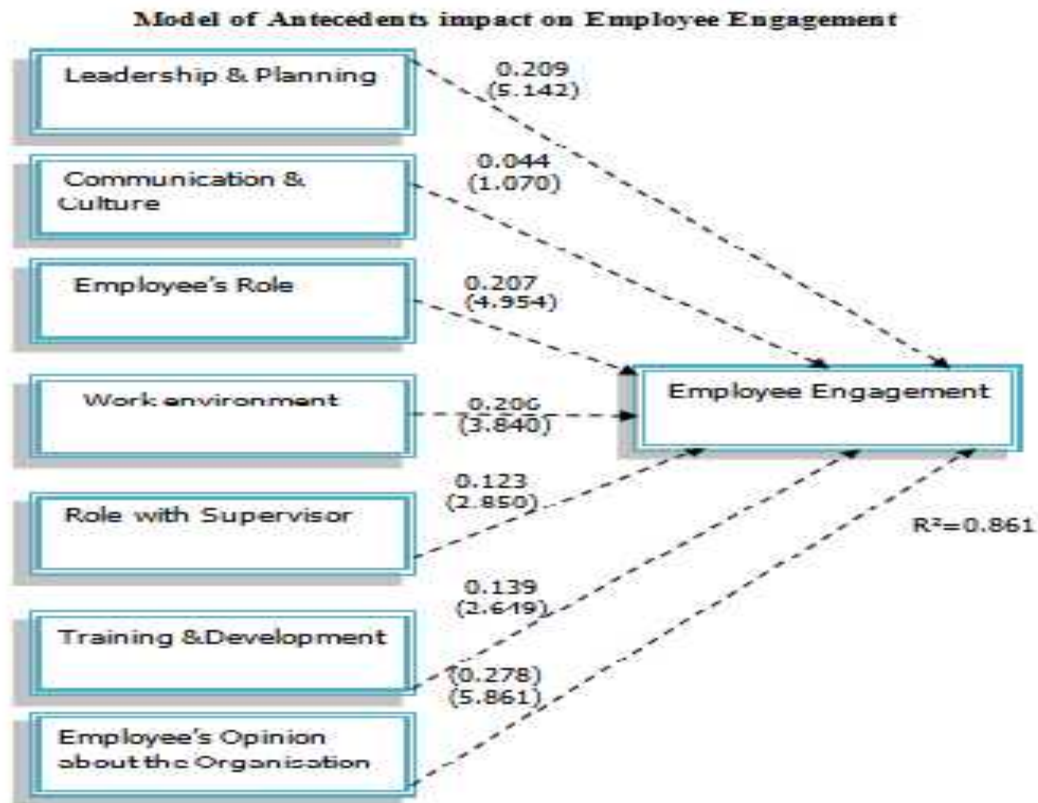 Model of Antecedents impact on Employee Engagement
Leadership & Planning
0.209
(5.142)
Communication &
Culture
0.044
(1.070)
Employee's Role
0.207
(4.954)
Work environment
0.206
(3.840)
Employee Engagement
Role with Supervisor
0.123
(2.850)
R²=0.861
Training &Development
0.139
(2.649)
Employee's Opinion
about the Organisation
(0.278)
(5.861)